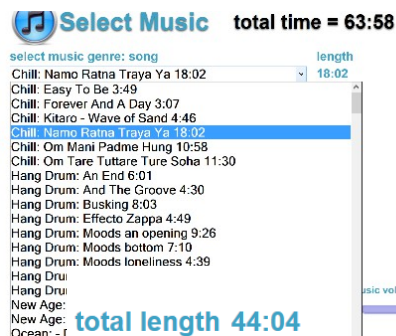 Select Music total time = 63:58
select music genre: song length
Chill: Namo Ratna Traya Ya 18:02 18:02
Chill: Easy To Be 3:49
Chill: Forever And A Day 3:07
Chill: Kitaro - Wave of Sand 4:46
Chill: Namo Ratna Traya Ya 18:02
Chill: Om Mani Padme Hung 10:58
Chill: Om Tare Tuttare Ture Soha 11:30
Hang Drum: An End 6:01
Hang Drum: And The Groove 4:30
Hang Drum: Busking 8:03
Hang Drum: Effecto Zappa 4:49
Hang Drum: Moods an opening 9:26
Hang Drum: Moods bottom 7:10
Hang Drum: Moods loneliness 4:39
Hang
Hang
New Age:
New Age:
Ocean: -
total length 44:04